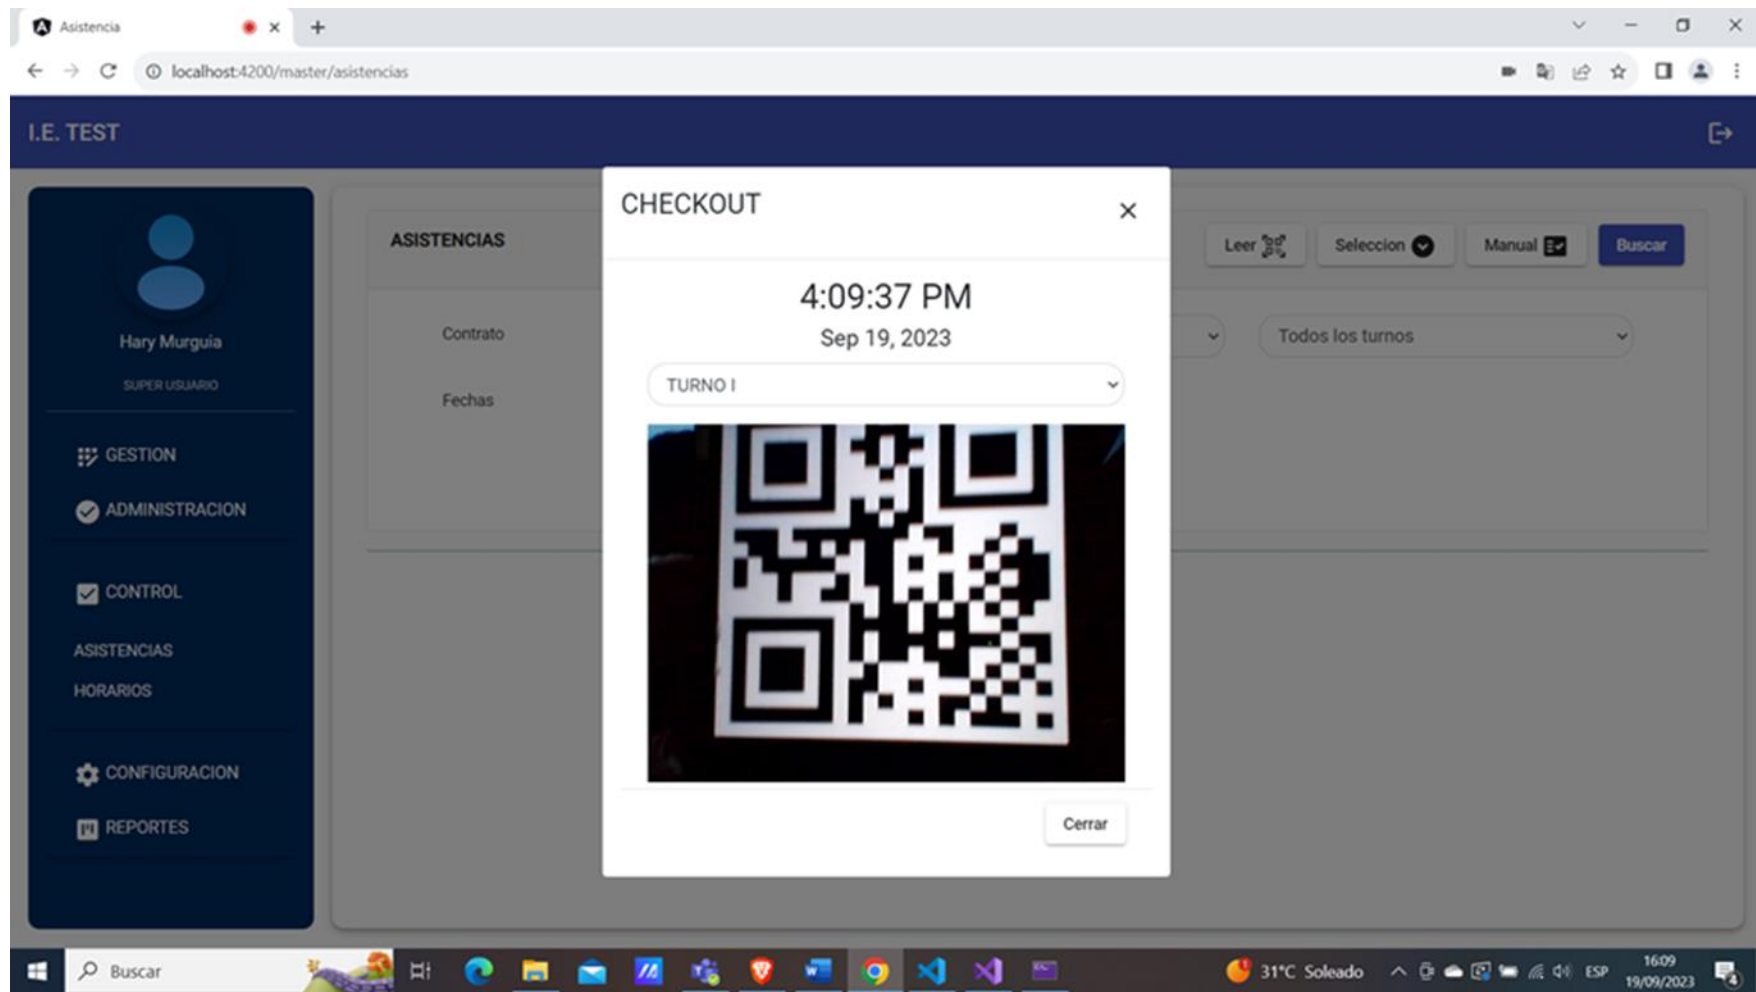 Asistencia
localhost:4200/master/asistencias
I.E. TEST
Hary Murguia
SUPER USUARIO
GESTION
ADMINISTRACION
CONTROL
ASISTENCIAS
HORARIOS
CONFIGURACION
REPORTES
ASISTENCIAS
Leer
Seleccion
Manual
Buscar
Contrato
Todos los turnos
Fechas
CHECKOUT
4:09:37 PM
Sep 19, 2023
TURNO I
Cerrar
Buscar
31°C Soleado
ESP
16:09
19/09/2023
4